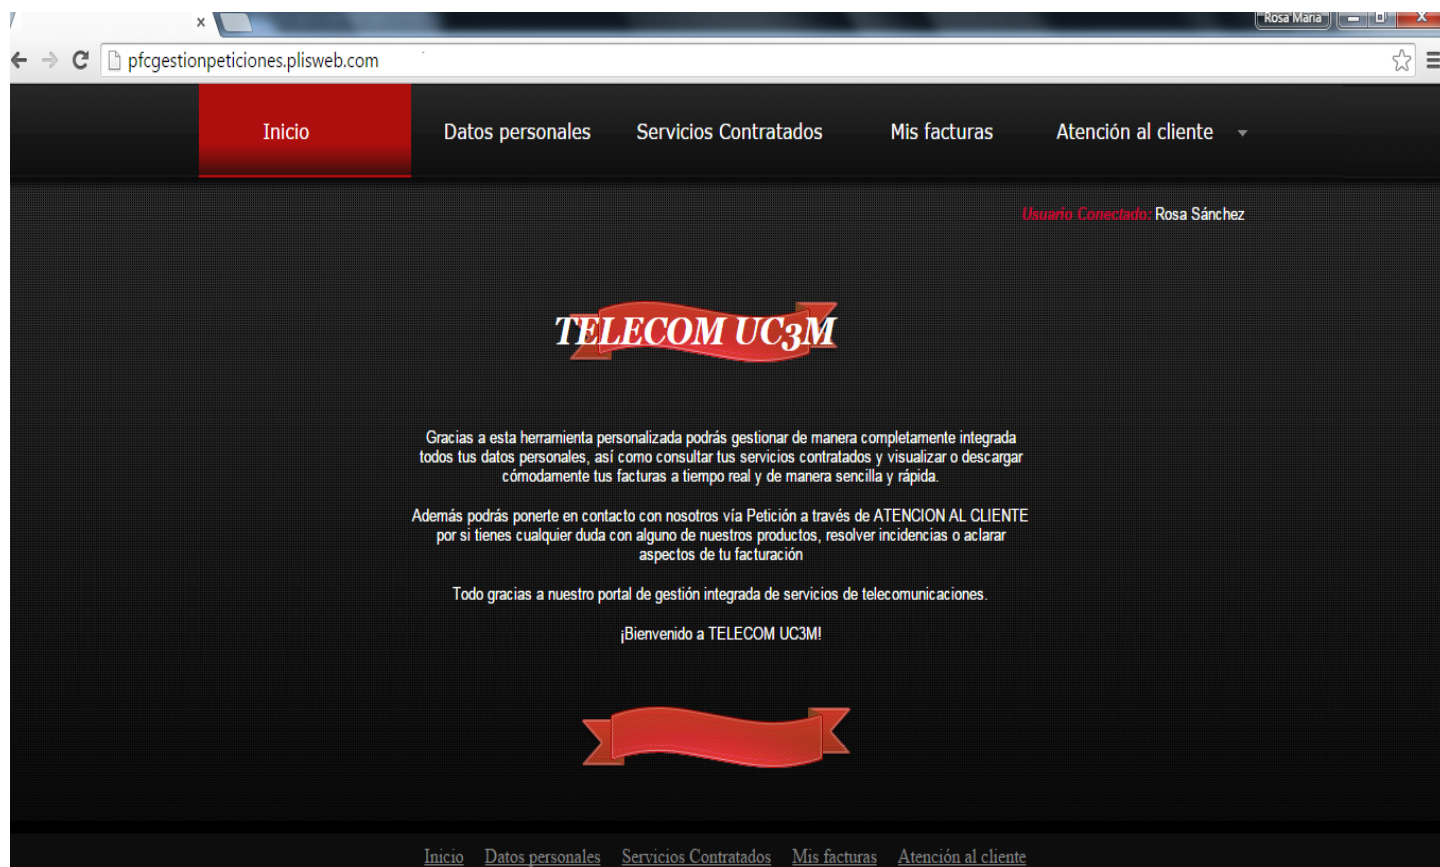 Rosa Maria
pfcgestionpeticiones.plisweb.com
Inicio Datos personales Servicios Contratados Mis facturas Atención al cliente
Usuario Conectado: Rosa Sánchez
TELECOM UC3M
Gracias a esta herramienta personalizada podrás gestionar de manera completamente integrada
todos tus datos personales, así como consultar tus servicios contratados y visualizar o descargar
cómodamente tus facturas a tiempo real y de manera sencilla y rápida.
Además podrás ponerte en contacto con nosotros vía Petición a través de ATENCION AL CLIENTE
por si tienes cualquier duda con alguno de nuestros productos, resolver incidencias o aclarar
aspectos de tu facturación
Todo gracias a nuestro portal de gestión integrada de servicios de telecomunicaciones.
¡Bienvenido a TELECOM UC3M!
Inicio Datos personales Servicios Contratados Mis facturas Atención al cliente